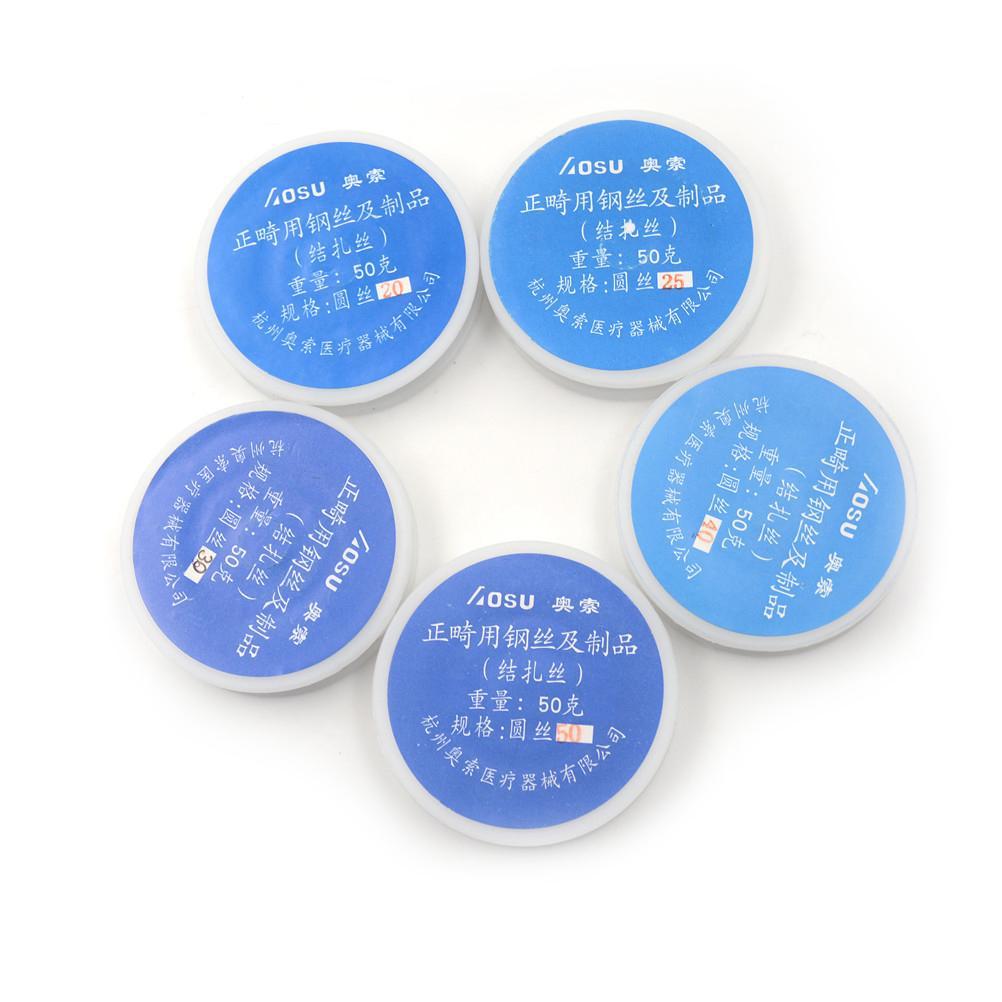 AOSU 奥索
正畸用钢丝及制品
(结扎丝)
重量: 50克
规格:圆丝20
杭州奥索医疗器械有限公司
AOSU 奥索
正畸用钢丝及制品
(结扎丝)
重量: 50克
规格:圆丝25
杭州奥索医疗器械有限公司
AOSU 奥索
正畸用钢丝及制品
(结扎丝)
重量: 50克
规格:圆丝30
杭州奥索医疗器械有限公司
AOSU 奥索
正畸用钢丝及制品
(结扎丝)
重量: 50克
规格:圆丝40
杭州奥索医疗器械有限公司
AOSU 奥索
正畸用钢丝及制品
(结扎丝)
重量: 50克
规格:圆丝50
杭州奥索医疗器械有限公司